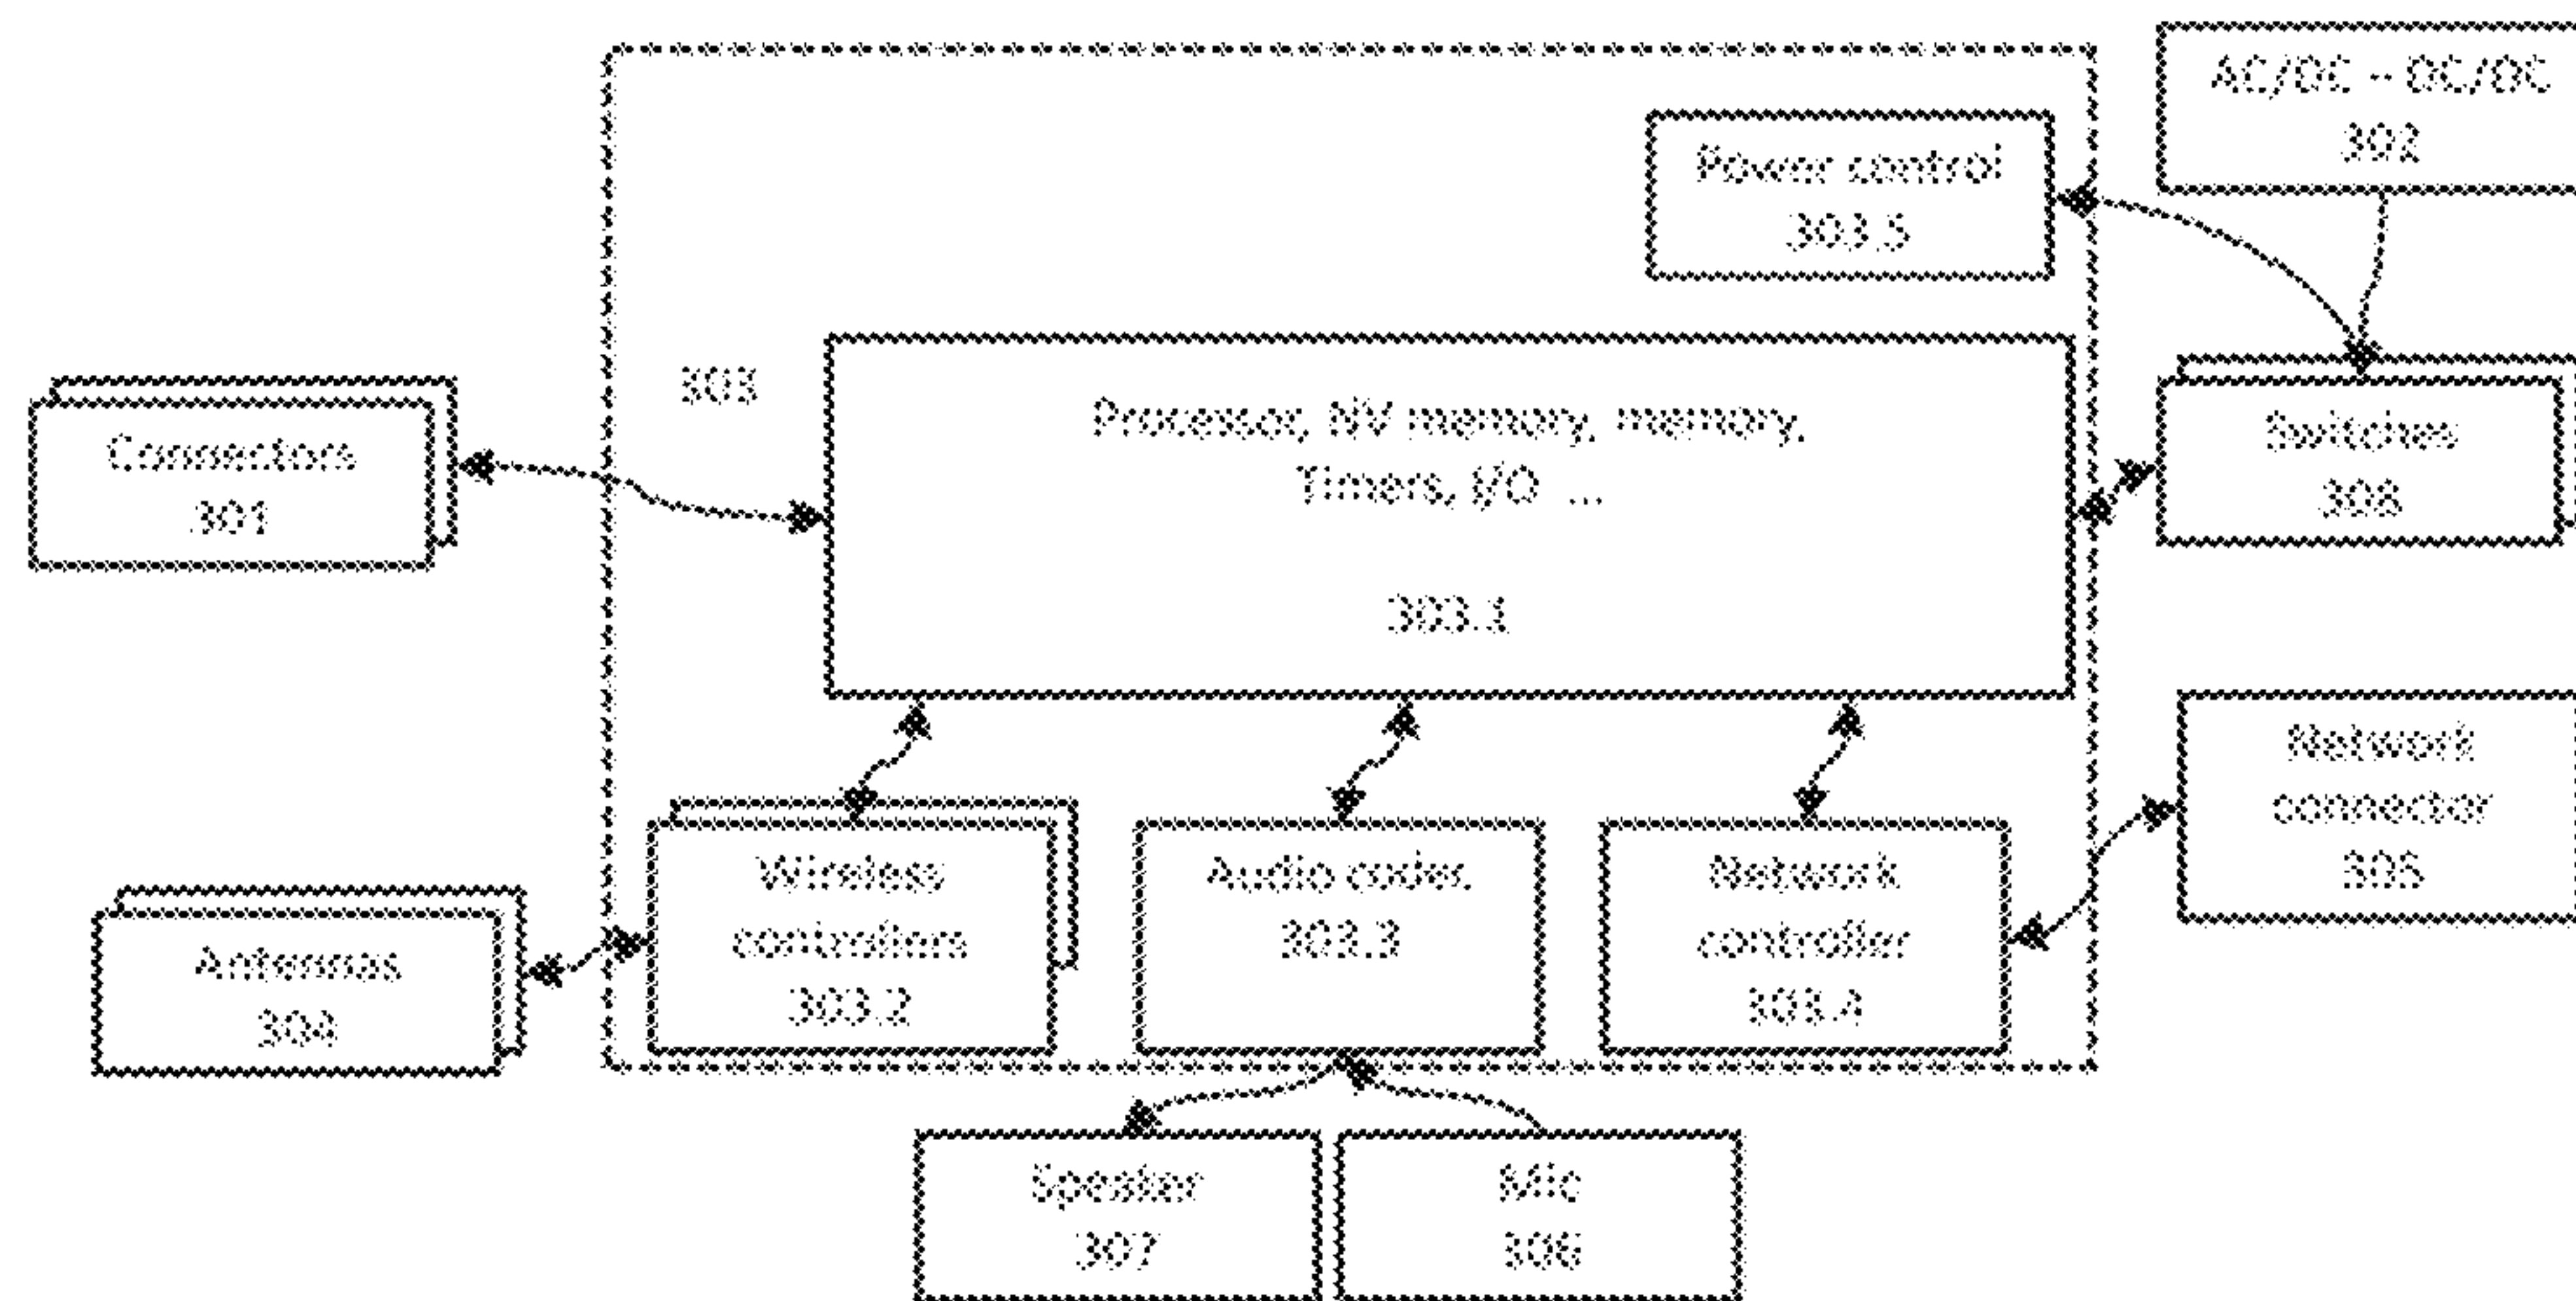 AC/DC -- DC/DC
302
Power control
303.5
303
Connectors
301
Processor, NV memory, memory,
Timers, I/O ...
303.1
Switches
308
Network
connector
305
Wireless
controllers
303.2
Audio codec
303.3
Network
controller
303.4
Antennas
304
Speaker
307
Mic
306